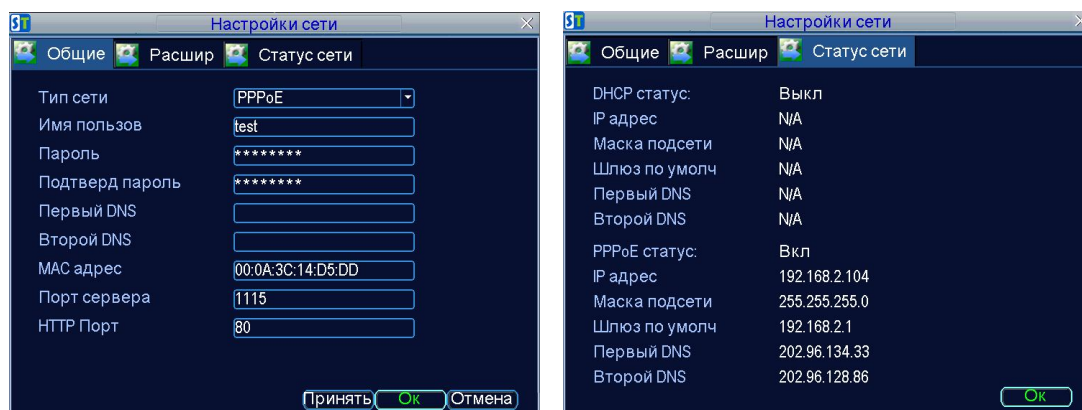 ST Настройки сети
Общие Расшир Статус сети
Тип сети PPPoE
Имя пользов test
Пароль ********
Подтверд пароль ********
Первый DNS
Второй DNS
MAC адрес 00:0A:3C:14:D5:DD
Порт сервера 1115
HTTP Порт 80
Принять Ок Отмена
ST Настройки сети
Общие Расшир Статус сети
DHCP статус: Выкл
IP адрес N/A
Маска подсети N/A
Шлюз по умолч N/A
Первый DNS N/A
Второй DNS N/A
PPPoE статус: Вкл
IP адрес 192.168.2.104
Маска подсети 255.255.255.0
Шлюз по умолч 192.168.2.1
Первый DNS 202.96.134.33
Второй DNS 202.96.128.86
Ок